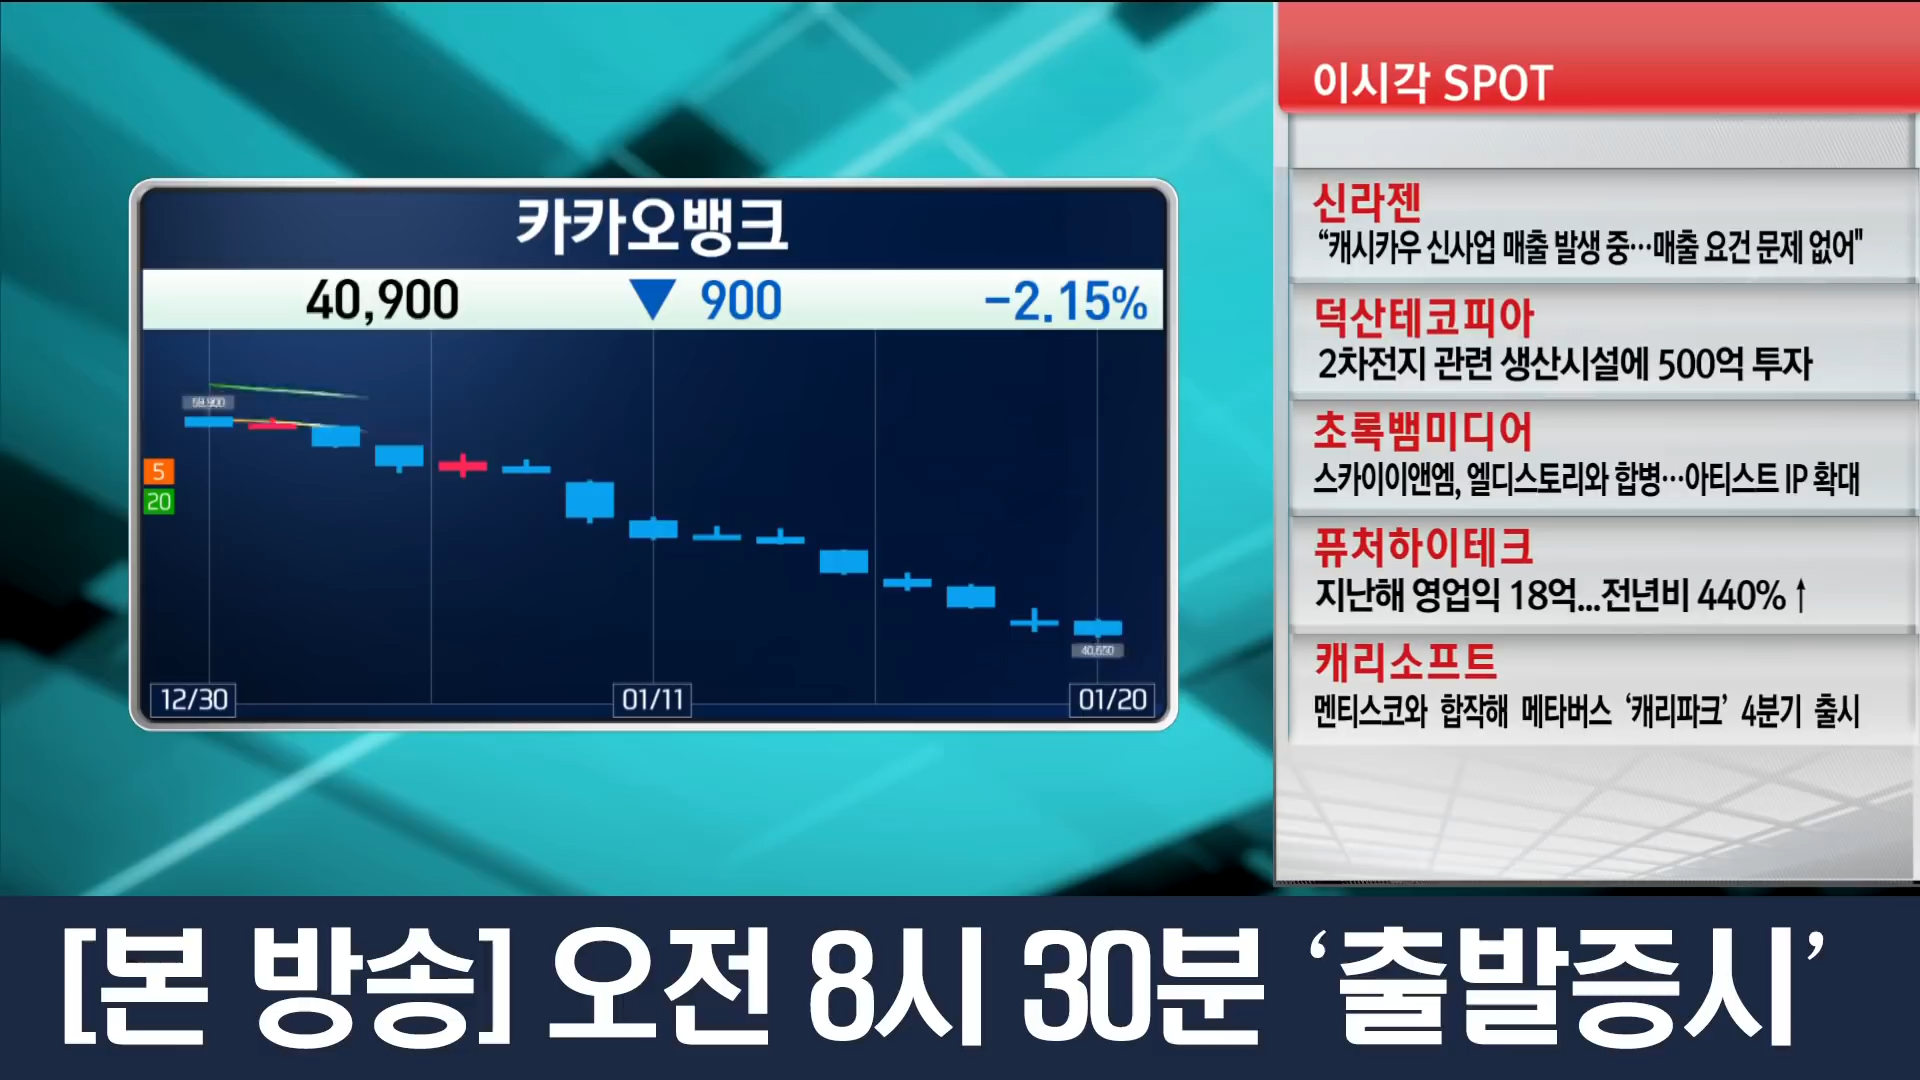 카카오뱅크
40,900 ▼ 900 -2.15%
59,900
5
20
40,650
12/30 01/11 01/20
이시각 SPOT
신라젠
“캐시카우 신사업 매출 발생 중…매출 요건 문제 없어"
덕산테코피아
2차전지 관련 생산시설에 500억 투자
초록뱀미디어
스카이이앤엠, 엘디스토리와 합병…아티스트 IP 확대
퓨처하이테크
지난해 영업익 18억...전년비 440%↑
캐리소프트
멘티스코와 합작해 메타버스 ‘캐리파크’ 4분기 출시
[본 방송] 오전 8시 30분 ‘출발증시’